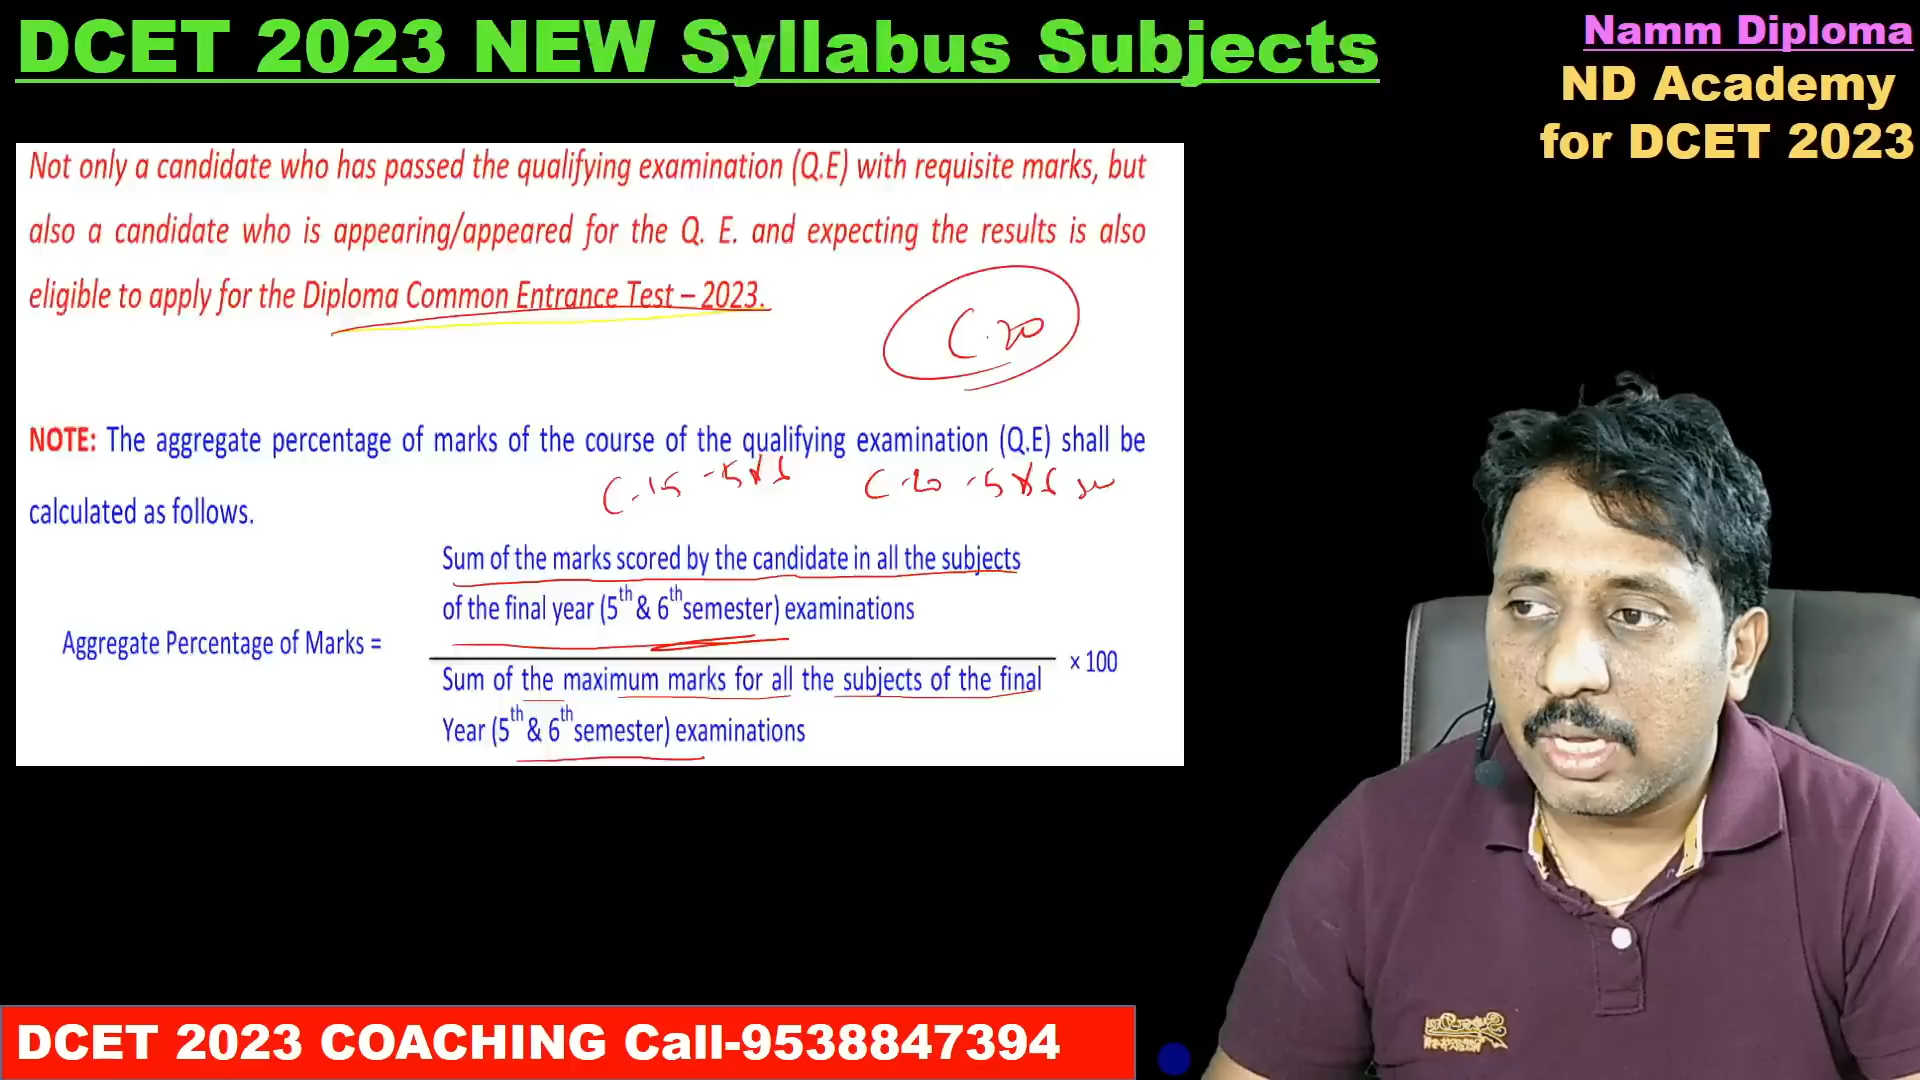 DCET 2023 NEW Syllabus Subjects
Namm Diploma
ND Academy
for DCET 2023
Not only a candidate who has passed the qualifying examination (Q.E) with requisite marks, but
also a candidate who is appearing/appeared for the Q. E. and expecting the results is also
eligible to apply for the Diploma Common Entrance Test – 2023.
C.20
NOTE: The aggregate percentage of marks of the course of the qualifying examination (Q.E) shall be
C-15 -5
C-20 -5
calculated as follows.
Sum of the marks scored by the candidate in all the subjects
of the final year (5th & 6th semester) examinations
Aggregate Percentage of Marks =
× 100
Sum of the maximum marks for all the subjects of the final
Year (5th & 6th semester) examinations
DCET 2023 COACHING Call-9538847394